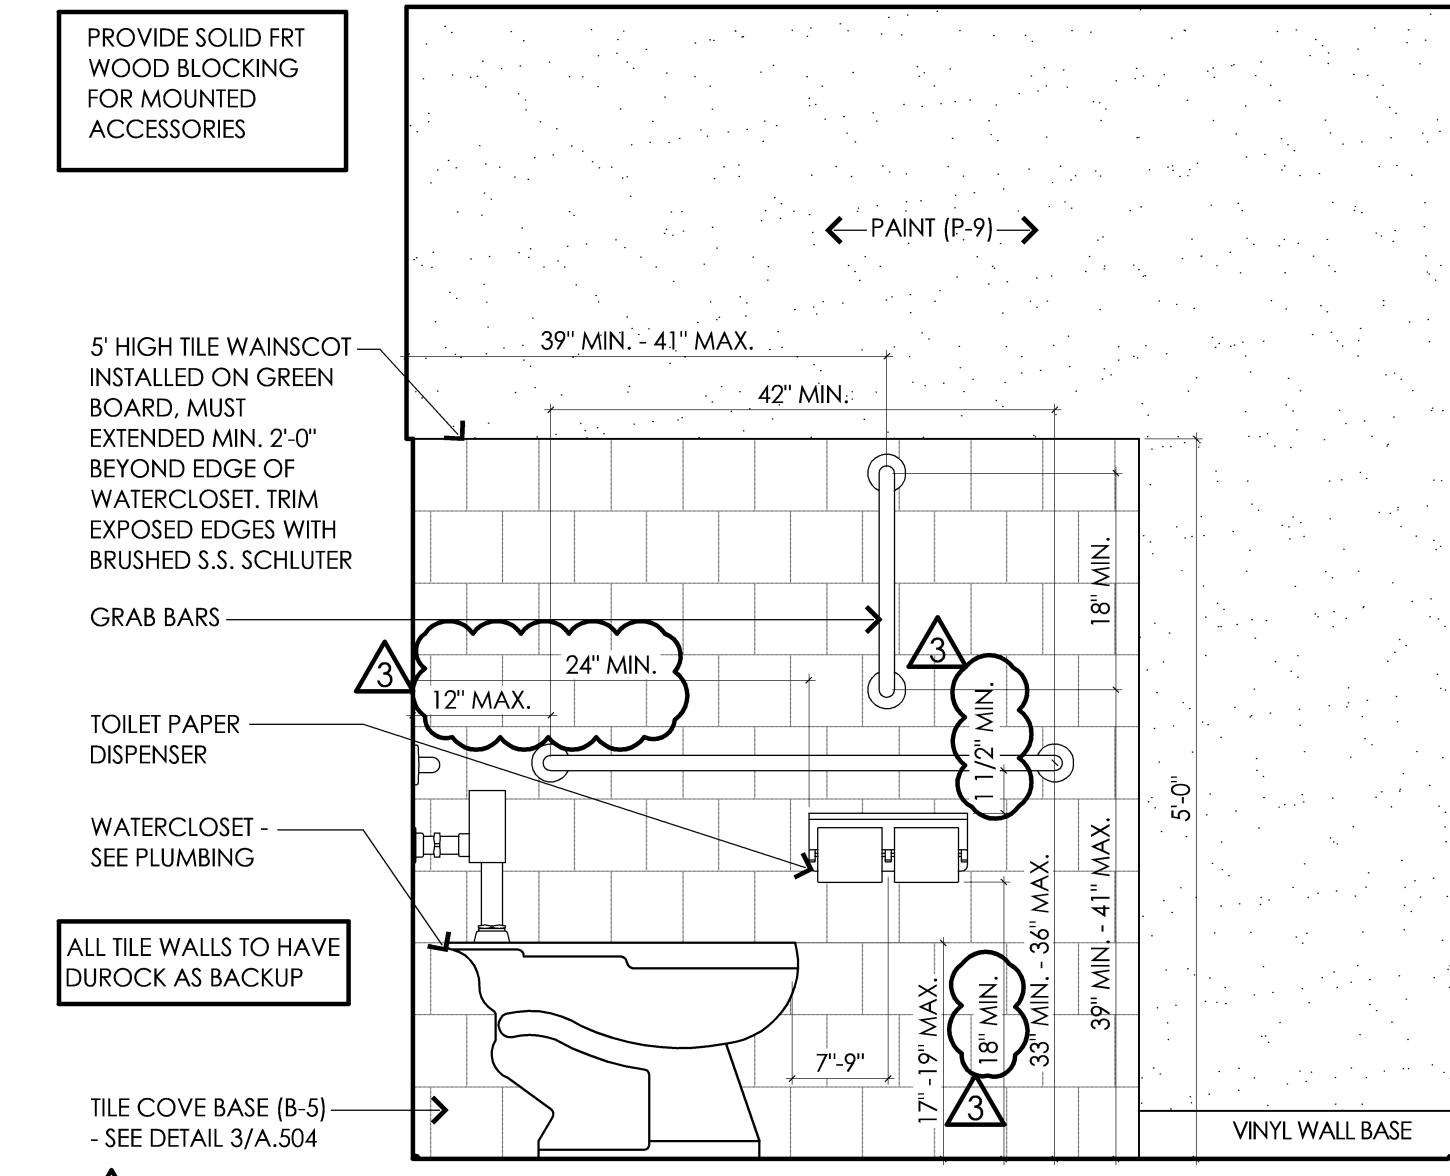 PROVIDE SOLID FRT
WOOD BLOCKING
FOR MOUNTED
ACCESSORIES
PAINT (P-9)
39" MIN. - 41" MAX.
42" MIN.
5' HIGH TILE WAINSCOT
INSTALLED ON GREEN
BOARD, MUST
EXTENDED MIN. 2'-0"
BEYOND EDGE OF
WATERCLOSET. TRIM
EXPOSED EDGES WITH
BRUSHED S.S. SCHLUTER
18" MIN.
GRAB BARS
3
3
24" MIN.
12" MAX.
1 1/2" MIN.
TOILET PAPER
DISPENSER
5'-0"
WATERCLOSET -
SEE PLUMBING
ALL TILE WALLS TO HAVE
DUROCK AS BACKUP
17" -19" MAX.
18" MIN.
33" MIN. - 36" MAX.
39" MIN. - 41" MAX.
7"-9"
3
TILE COVE BASE (B-5)
- SEE DETAIL 3/A.504
VINYL WALL BASE